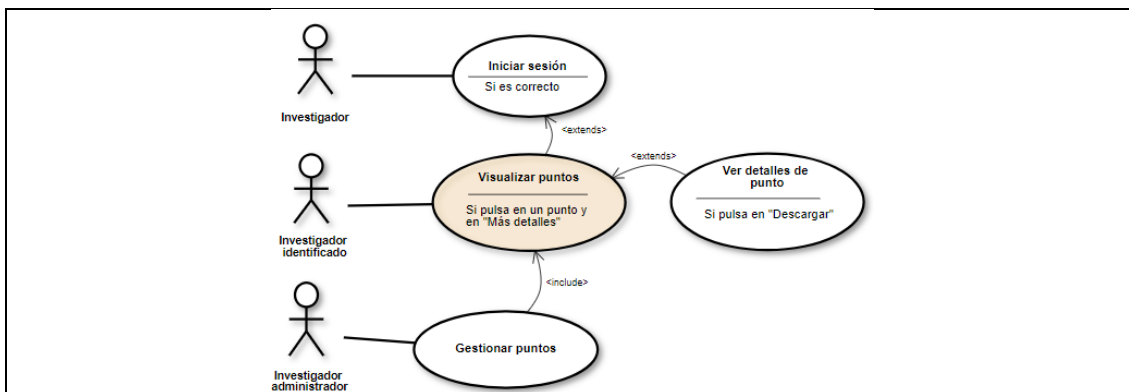 Iniciar sesión
Si es correcto
Investigador
<extends>
<extends>
Visualizar puntos
Si pulsa en un punto y
en "Más detalles"
Ver detalles de
punto
Si pulsa en "Descargar"
Investigador
identificado
<include>
Gestionar puntos
Investigador
administrador